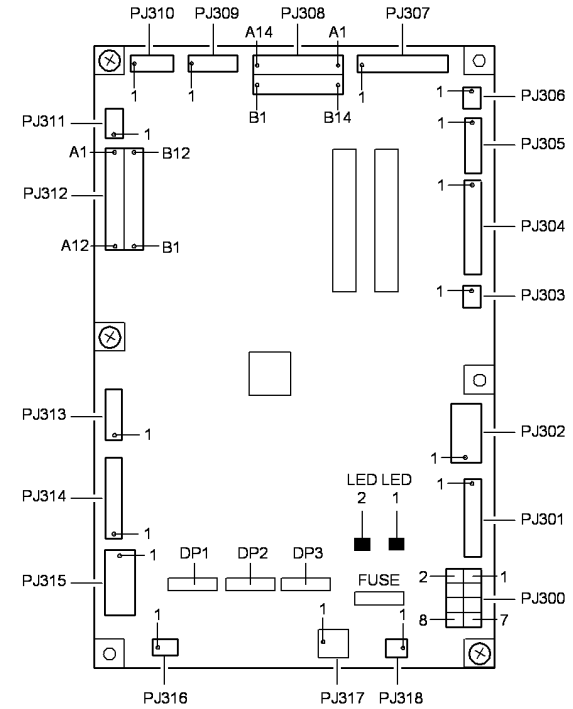 PJ310 PJ309 PJ308 PJ307
A14 A1
1 1 B1 B14 1
1 PJ306
PJ311 1
1 PJ305
A1 B12
PJ312
1 PJ304
A12 B1
1 PJ303
PJ313 1
PJ302
1
LED LED
2 1
1
PJ314 1
PJ301
PJ315 1
DP1 DP2 DP3
FUSE
2 1
PJ300
8 7
1 1 1
PJ316 PJ317 PJ318